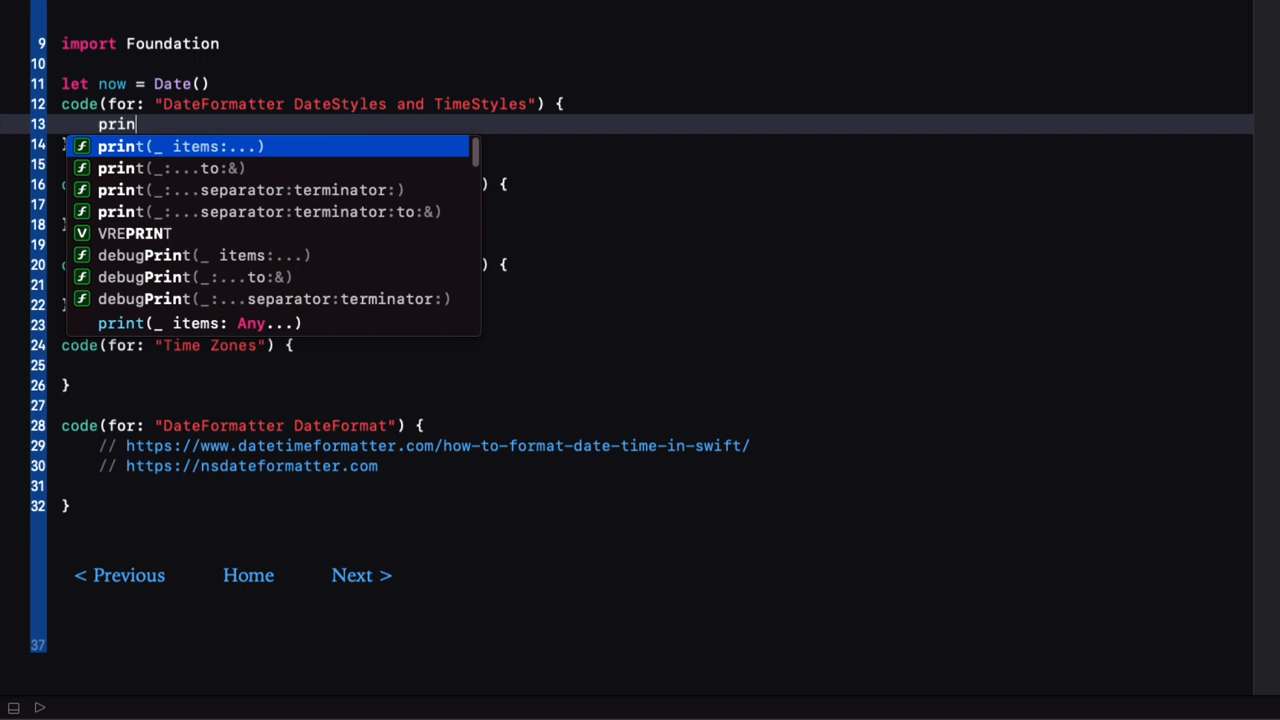 9 import Foundation
10
11 let now = Date()
12 code(for: "DateFormatter DateStyles and TimeStyles") {
13 prin
14 }
f print(_ items:...)
15
f print(_:...to:&)
16 ) {
f print(_:...separator:terminator:)
17
f print(_:...separator:terminator:to:&)
18 }
V VREPRINT
19
f debugPrint(_ items:...)
20 ) {
f debugPrint(_:...to:&)
21
f debugPrint(_:...separator:terminator:)
22 }
23
print(_ items: Any...)
24 code(for: "Time Zones") {
25
26 }
27
28 code(for: "DateFormatter DateFormat") {
29 // https://www.datetimeformatter.com/how-to-format-date-time-in-swift/
30 // https://nsdateformatter.com
31
32 }
< Previous Home Next >
37